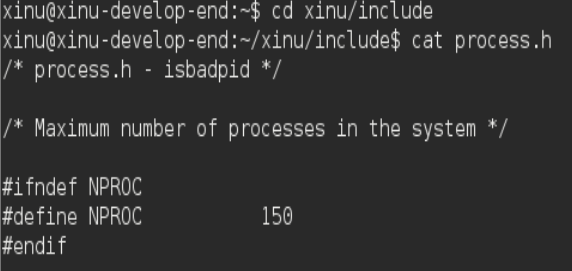 xinu@xinu-develop-end:~$ cd xinu/include
xinu@xinu-develop-end:~/xinu/include$ cat process.h
/* process.h - isbadpid */
/* Maximum number of processes in the system */
#ifndef NPROC
#define NPROC 150
#endif